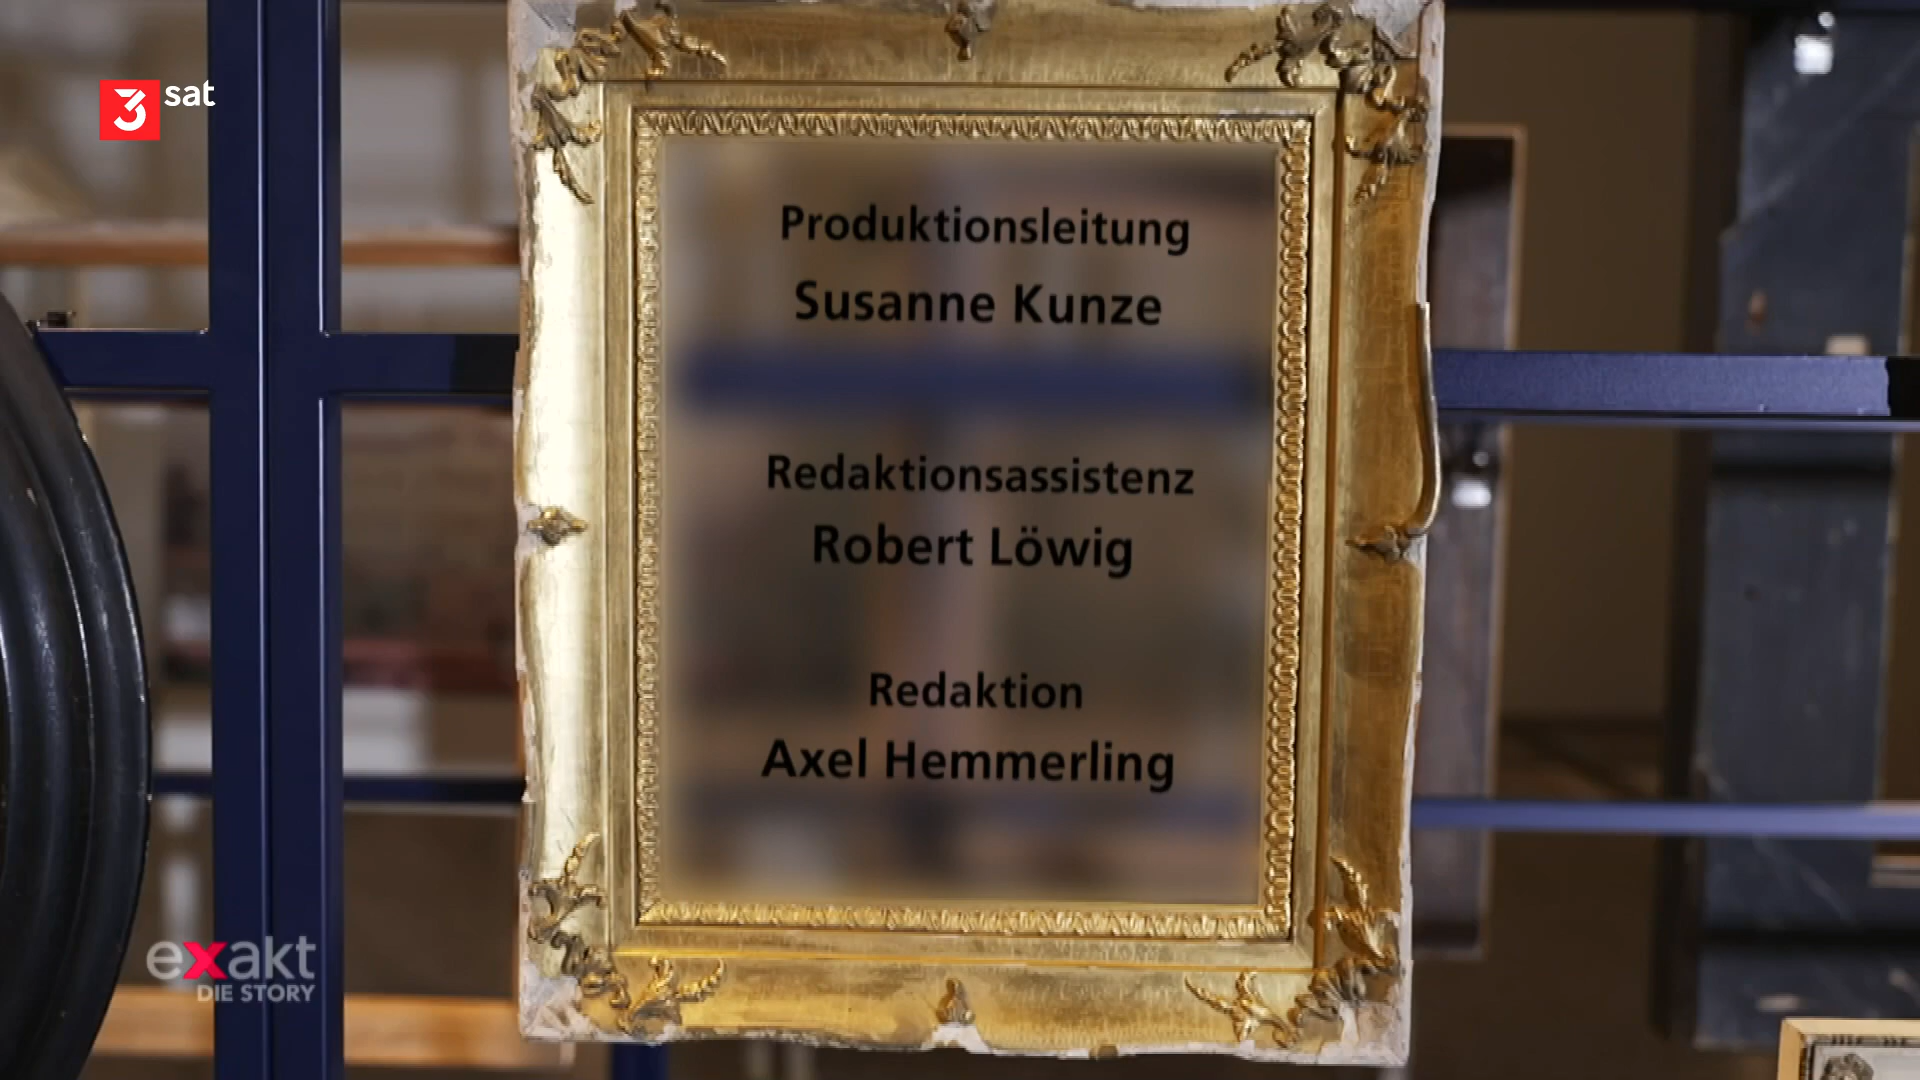 3sat
Produktionsleitung
Susanne Kunze
Redaktionsassistenz
Robert Löwig
Redaktion
Axel Hemmerling
exakt
DIE STORY